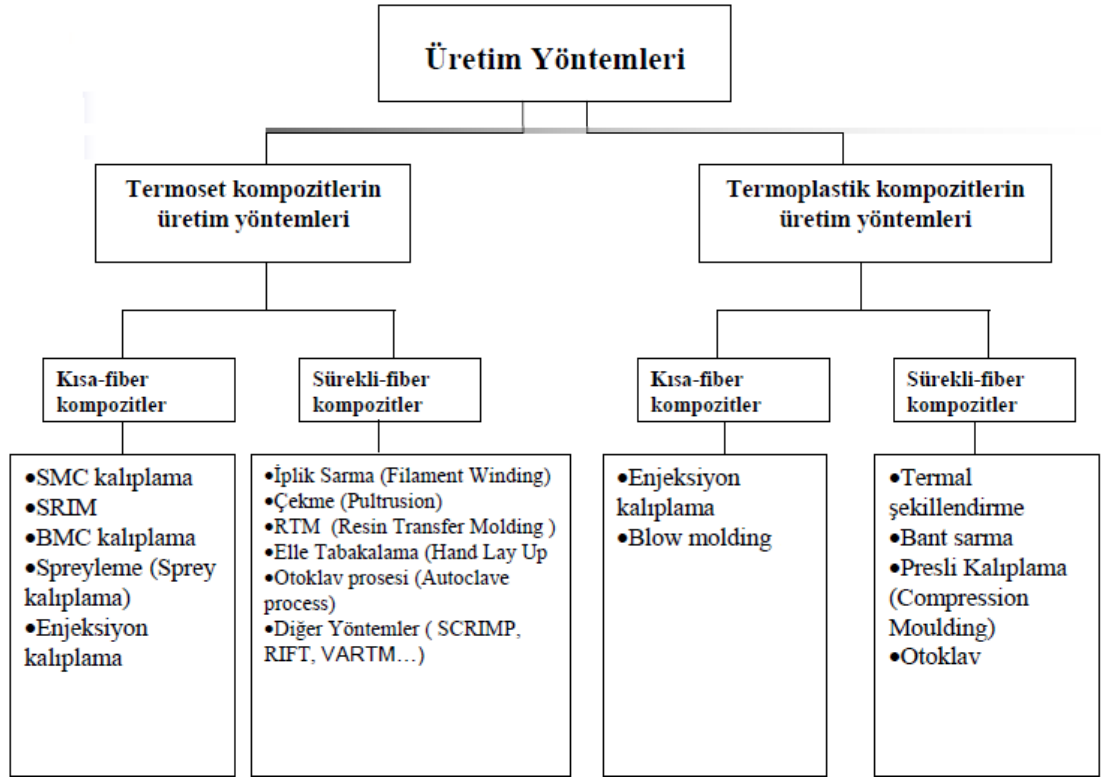 Üretim Yöntemleri
Termoset kompozitlerin
üretim yöntemleri
Termoplastik kompozitlerin
üretim yöntemleri
Kısa-fiber
kompozitler
Sürekli-fiber
kompozitler
Kısa-fiber
kompozitler
Sürekli-fiber
kompozitler
•SMC kalıplama
•SRIM
•BMC kalıplama
•Spreyleme (Sprey
kalıplama)
•Enjeksiyon
kalıplama
•İplik Sarma (Filament Winding)
•Çekme (Pultrusion)
•RTM (Resin Transfer Molding )
•Elle Tabakalama (Hand Lay Up
•Otoklav prosesi (Autoclave
process)
•Diğer Yöntemler ( SCRIMP,
RIFT, VARTM…)
•Enjeksiyon
kalıplama
•Blow molding
•Termal
şekillendirme
•Bant sarma
•Presli Kalıplama
(Compression
Moulding)
•Otoklav